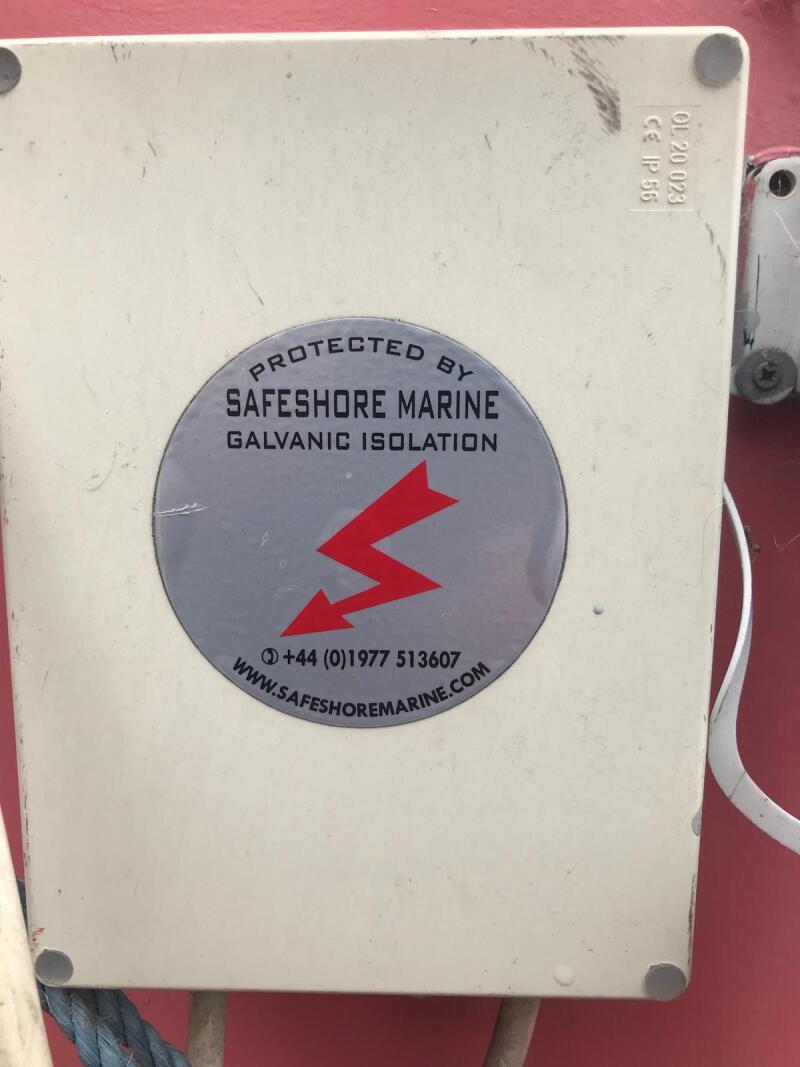 OL 20 023
CE IP 56
PROTECTED BY
SAFESHORE MARINE
GALVANIC ISOLATION
+44 (0)1977 513607
WWW.SAFESHOREMARINE.COM